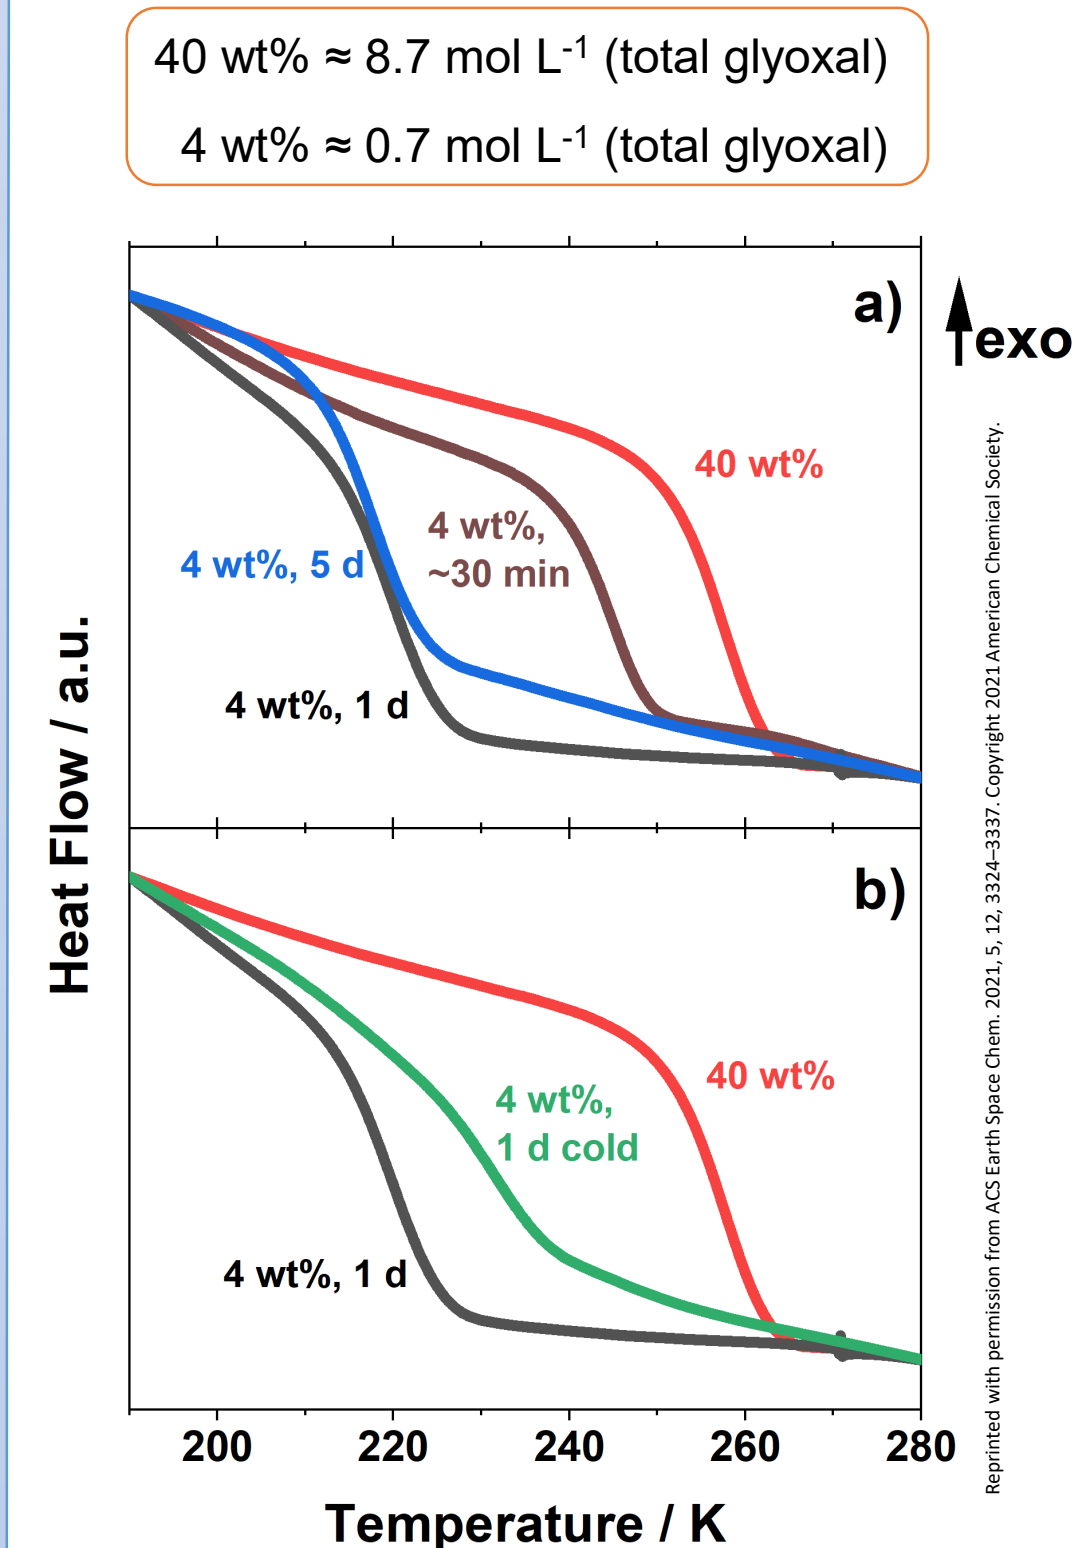 40 wt% ≈ 8.7 mol L⁻¹ (total glyoxal)
4 wt% ≈ 0.7 mol L⁻¹ (total glyoxal)
a)
exo
40 wt%
4 wt%,
~30 min
4 wt%, 5 d
4 wt%, 1 d
Heat Flow / a.u.
b)
40 wt%
4 wt%,
1 d cold
4 wt%, 1 d
200 220 240 260 280
Temperature / K
Reprinted with permission from ACS Earth Space Chem. 2021, 5, 12, 3324–3337. Copyright 2021 American Chemical Society.